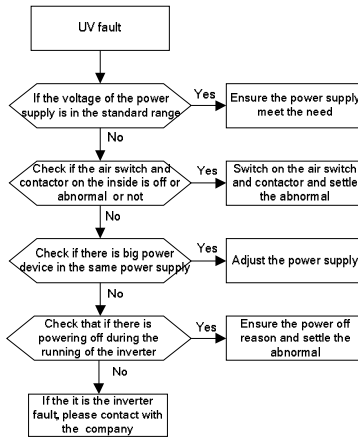 UV fault
If the voltage of the power
supply is in the standard range
Yes
Ensure the power supply
meet the need
No
Check if the air switch and
contactor on the inside is off or
abnormal or not
Yes
Switch on the air switch
and contactor and settle
the abnormal
No
Check if there is big power
device in the same power supply
Yes
Adjust the power supply
No
Check that if there is
powering off during the
running of the inverter
Yes
Ensure the power off
reason and settle the
abnormal
No
If the it is the inverter
fault, please contact with
the company